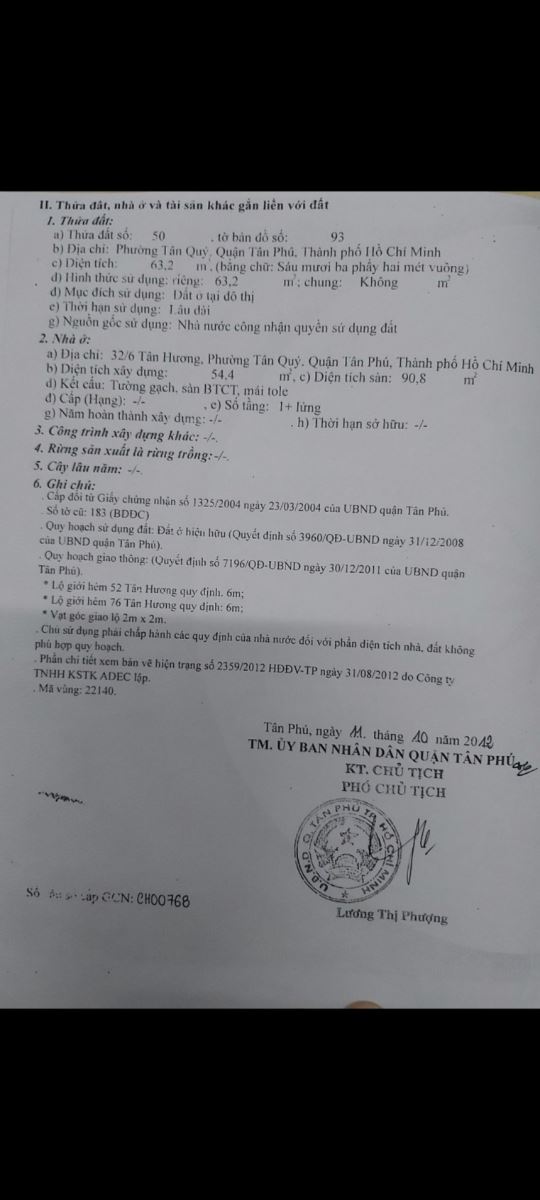 II. Thửa đất, nhà ở và tài sản khác gắn liền với đất
1. Thửa đất:
a) Thửa đất số: 50 , tờ bản đồ số: 93
b) Địa chỉ: Phường Tân Quý, Quận Tân Phú, Thành phố Hồ Chí Minh
c) Diện tích: 63,2 m², (bằng chữ: Sáu mươi ba phẩy hai mét vuông)
d) Hình thức sử dụng: riêng: 63,2 m²; chung: Không m²
đ) Mục đích sử dụng: Đất ở tại đô thị
e) Thời hạn sử dụng: Lâu dài
g) Nguồn gốc sử dụng: Nhà nước công nhận quyền sử dụng đất
2. Nhà ở:
a) Địa chỉ: 32/6 Tân Hương, Phường Tân Quý, Quận Tân Phú, Thành phố Hồ Chí Minh
b) Diện tích xây dựng: 54,4 m², c) Diện tích sàn: 90,8 m²
d) Kết cấu: Tường gạch, sàn BTCT, mái tole
đ) Cấp (Hạng): -/- , e) Số tầng: 1+ lửng
g) Năm hoàn thành xây dựng: -/- . h) Thời hạn sở hữu: -/-
3. Công trình xây dựng khác: -/-.
4. Rừng sản xuất là rừng trồng: -/-.
5. Cây lâu năm: -/-.
6. Ghi chú:
. Cấp đổi từ Giấy chứng nhận số 1325/2004 ngày 23/03/2004 của UBND quận Tân Phú.
. Số tờ cũ: 183 (BDĐC)
. Quy hoạch sử dụng đất: Đất ở hiện hữu (Quyết định số 3960/QĐ-UBND ngày 31/12/2008
của UBND quận Tân Phú).
. Quy hoạch giao thông: (Quyết định số 7196/QĐ-UBND ngày 30/12/2011 của UBND quận
Tân Phú).
* Lộ giới hẻm 52 Tân Hương quy định: 6m;
* Lộ giới hẻm 76 Tân Hương quy định: 6m;
* Vạt góc giao lộ 2m x 2m.
. Chủ sử dụng phải chấp hành các quy định của nhà nước đối với phần diện tích nhà, đất không
phù hợp quy hoạch.
. Phần chi tiết xem bản vẽ hiện trạng số 2359/2012 HĐĐV-TP ngày 31/08/2012 do Công ty
TNHH KSTK ADEC lập.
. Mã vàng: 22140.
Tân Phú, ngày 11. tháng 10 năm 2012
TM. ỦY BAN NHÂN DÂN QUẬN TÂN PHÚ
KT. CHỦ TỊCH
PHÓ CHỦ TỊCH
U.B.N.D Q. TÂN PHÚ TP. HỒ CHÍ MINH
Số cấp GCN: CH00768
Lương Thị Phượng